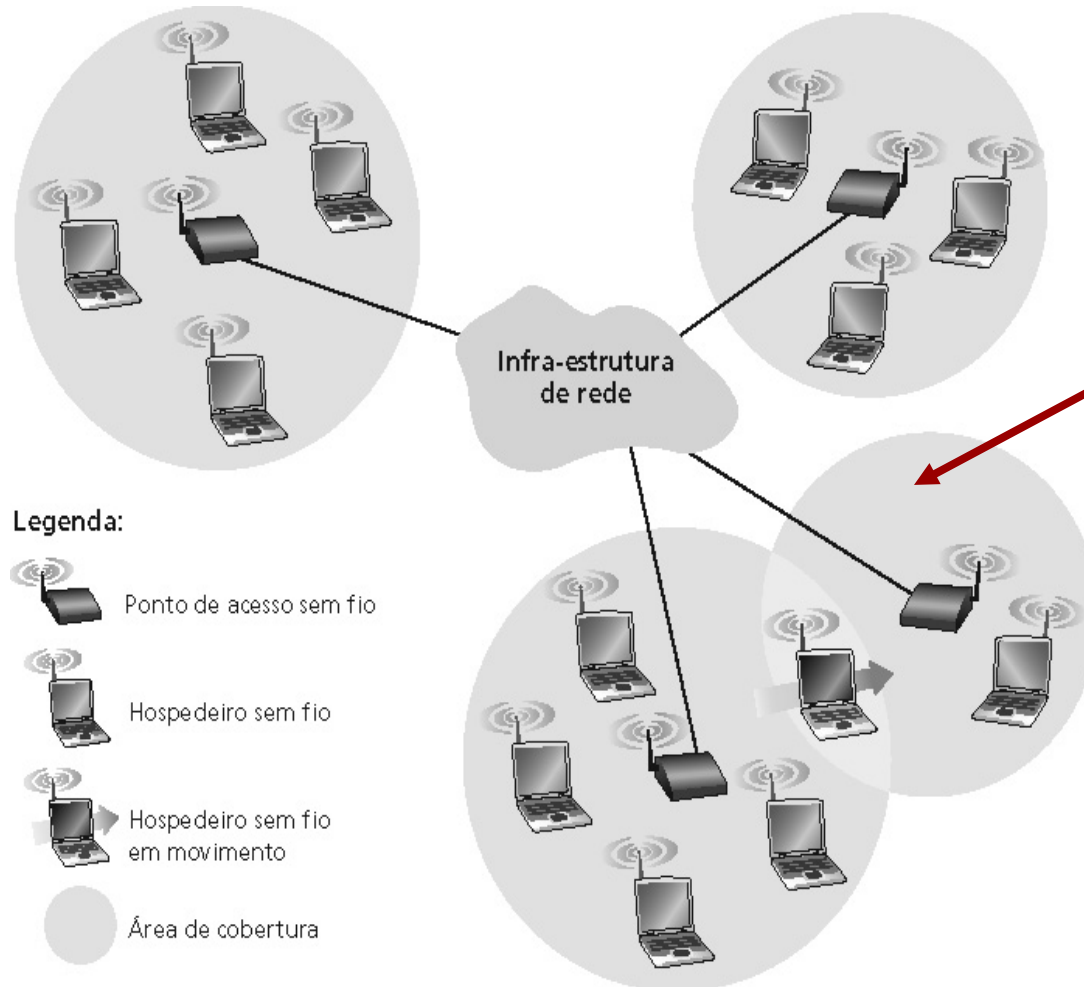 Infra-estrutura
de rede
Legenda:
Ponto de acesso sem fio
Hospedeiro sem fio
Hospedeiro sem fio
em movimento
Área de cobertura